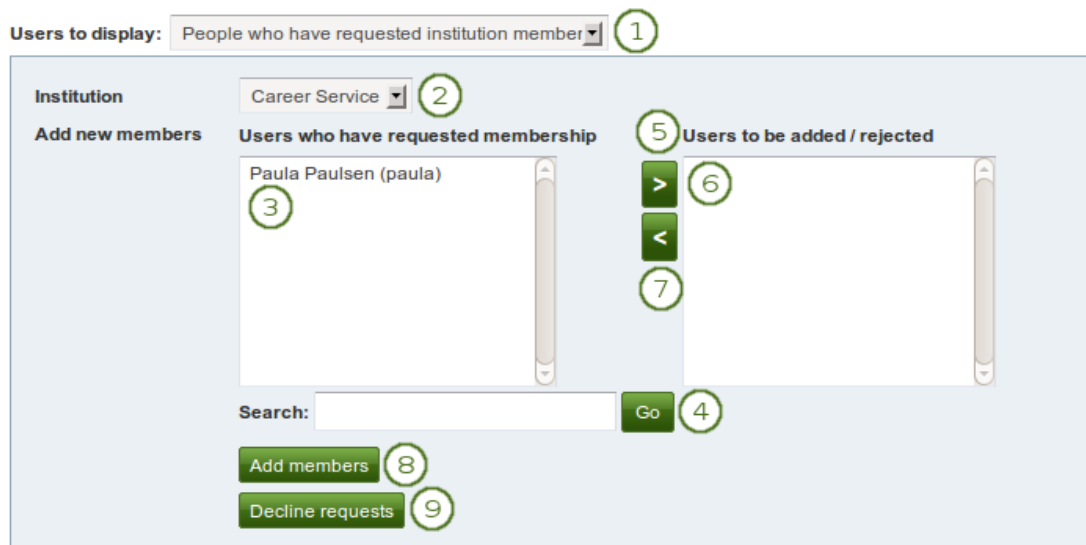 Users to display: People who have requested institution member 1
Institution Career Service 2
Add new members Users who have requested membership 5 Users to be added / rejected
Paula Paulsen (paula) > 6
3 <
7
Search: Go 4
Add members 8
Decline requests 9